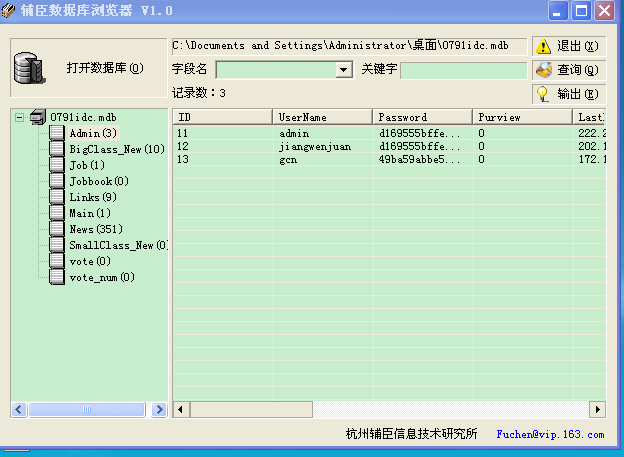 辅臣数据库浏览器 V1.0
打开数据库(O)
C:\Documents and Settings\Administrator\桌面\0791idc.mdb
退出(X)
字段名 关键字
查询(Q)
记录数：3
输出(E)
0791idc.mdb
Admin(3)
BigClass_New(10)
Job(1)
Jobbook(0)
Links(9)
Main(1)
News(351)
SmallClass_New(0
vote(0)
vote_num(0)
ID UserName Password Purview Last
11 admin d169555bffe... 0 222.2
12 jiangwenjuan d169555bffe... 0 202.1
13 gcn 49ba59abbe5... 0 172.1
杭州辅臣信息技术研究所 Fuchen@vip.163.com